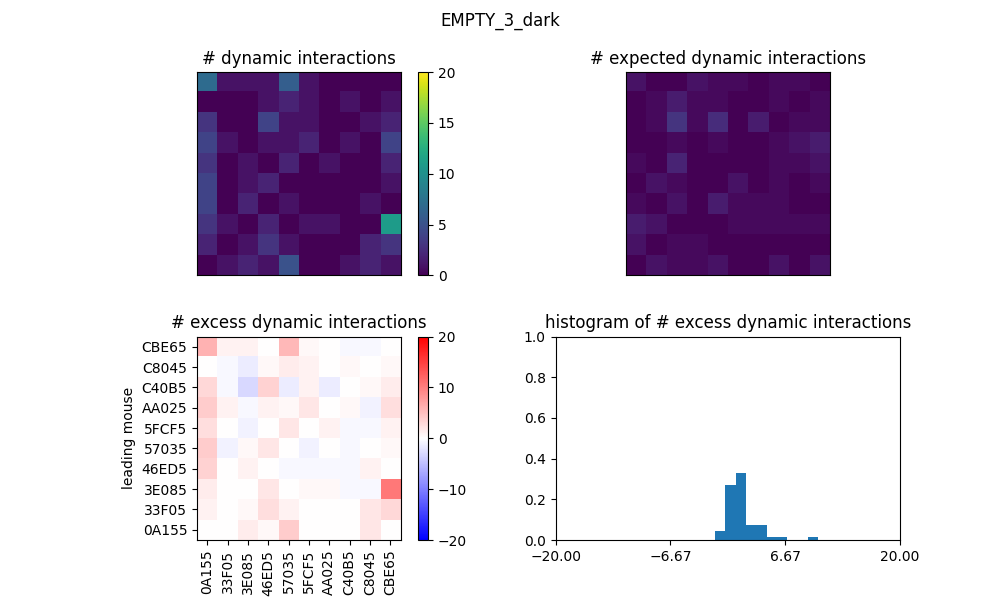 EMPTY_3_dark
# dynamic interactions
# expected dynamic interactions
20
15
10
5
0
# excess dynamic interactions
histogram of # excess dynamic interactions
leading mouse
CBE65
C8045
C40B5
AA025
5FCF5
57035
46ED5
3E085
33F05
0A155
0A155
33F05
3E085
46ED5
57035
5FCF5
AA025
C40B5
C8045
CBE65
20
10
0
−10
−20
1.0
0.8
0.6
0.4
0.2
0.0
−20.00
−6.67
6.67
20.00